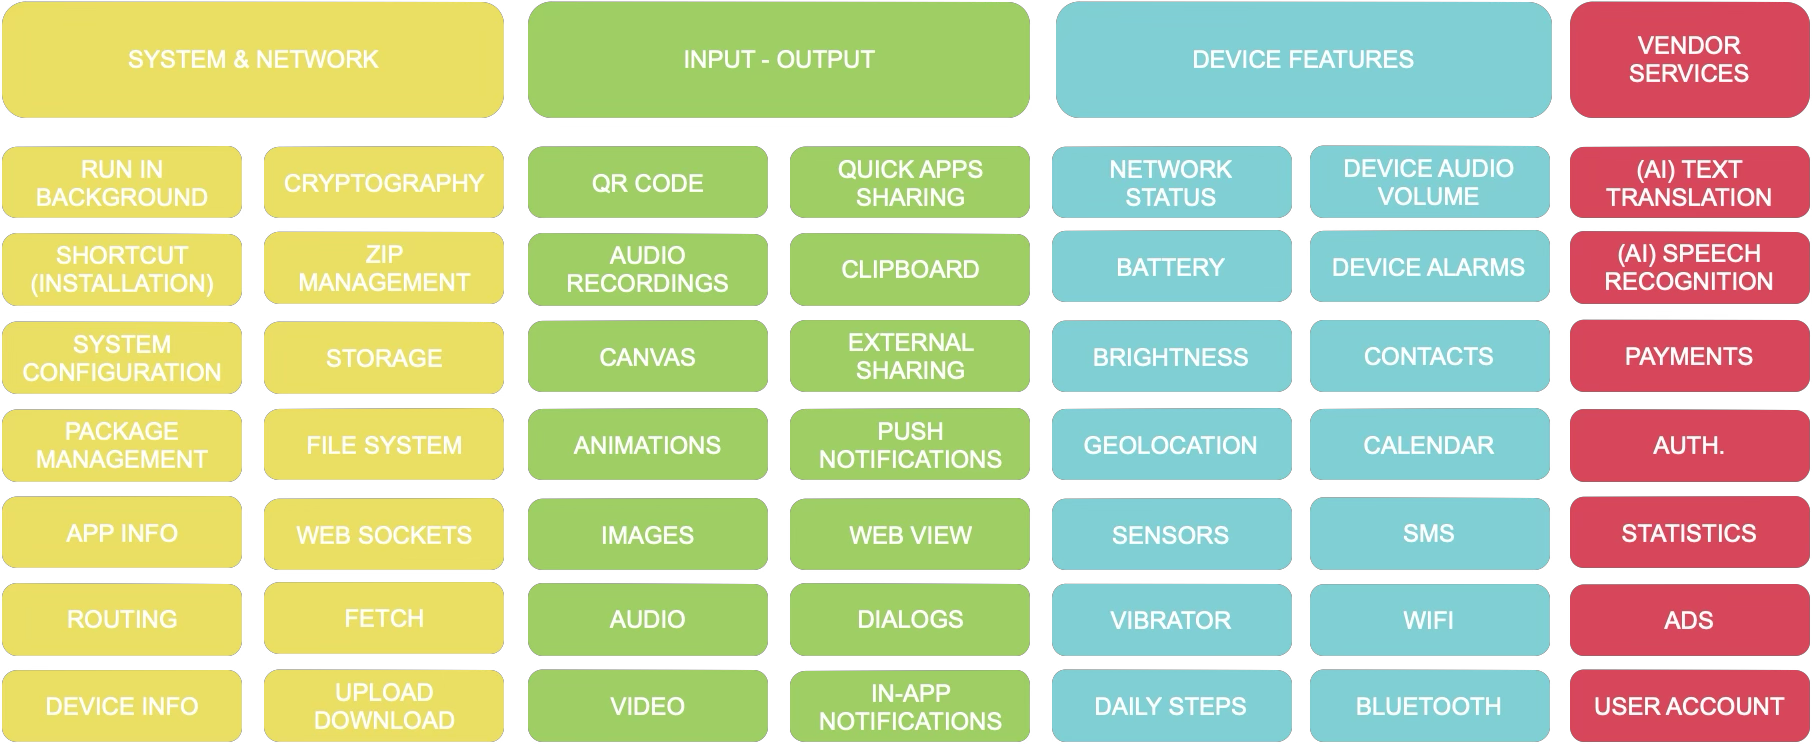 SYSTEM & NETWORK
INPUT - OUTPUT
DEVICE FEATURES
VENDOR
SERVICES
RUN IN
BACKGROUND
CRYPTOGRAPHY
QR CODE
QUICK APPS
SHARING
NETWORK
STATUS
DEVICE AUDIO
VOLUME
(AI) TEXT
TRANSLATION
SHORTCUT
(INSTALLATION)
ZIP
MANAGEMENT
AUDIO
RECORDINGS
CLIPBOARD
BATTERY
DEVICE ALARMS
(AI) SPEECH
RECOGNITION
SYSTEM
CONFIGURATION
STORAGE
CANVAS
EXTERNAL
SHARING
BRIGHTNESS
CONTACTS
PAYMENTS
PACKAGE
MANAGEMENT
FILE SYSTEM
ANIMATIONS
PUSH
NOTIFICATIONS
GEOLOCATION
CALENDAR
AUTH.
APP INFO
WEB SOCKETS
IMAGES
WEB VIEW
SENSORS
SMS
STATISTICS
ROUTING
FETCH
AUDIO
DIALOGS
VIBRATOR
WIFI
ADS
DEVICE INFO
UPLOAD
DOWNLOAD
VIDEO
IN-APP
NOTIFICATIONS
DAILY STEPS
BLUETOOTH
USER ACCOUNT